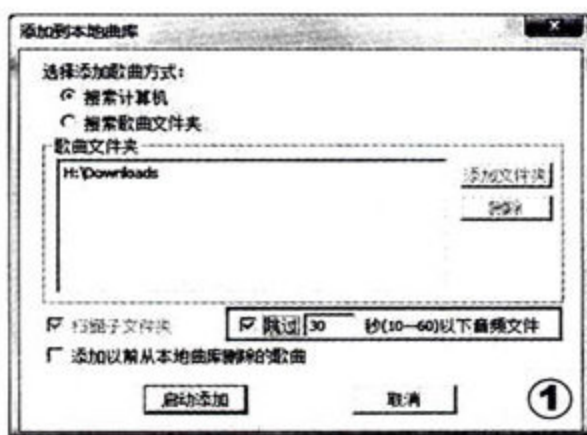 添加到本地曲库
选择添加歌曲方式:
搜索计算机
搜索歌曲文件夹
歌曲文件夹
H:\Downloads
添加文件夹
删除
扫描子文件夹
跳过 30 秒(10—60)以下音频文件
添加以前从本地曲库删除的歌曲
启动添加 取消
①